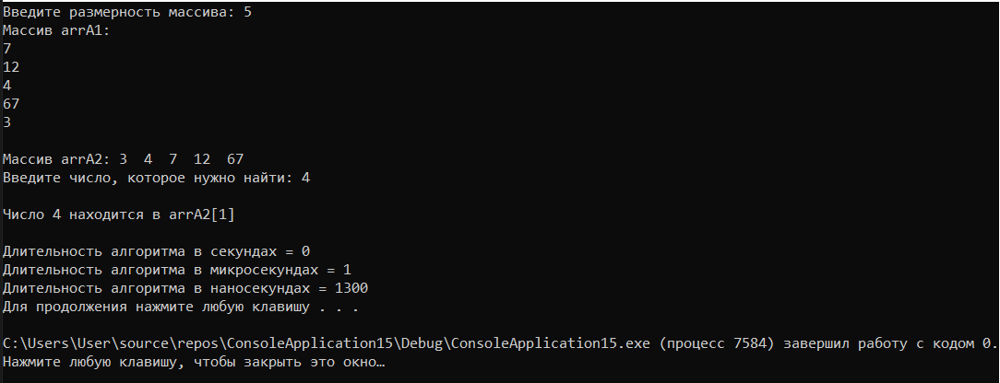 Введите размерность массива: 5
Массив arrA1:
7
12
4
67
3
Массив arrA2: 3  4  7  12  67
Введите число, которое нужно найти: 4
Число 4 находится в arrA2[1]
Длительность алгоритма в секундах = 0
Длительность алгоритма в микросекундах = 1
Длительность алгоритма в наносекундах = 1300
Для продолжения нажмите любую клавишу . . .
C:\Users\User\source\repos\ConsoleApplication15\Debug\ConsoleApplication15.exe (процесс 7584) завершил работу с кодом 0.
Нажмите любую клавишу, чтобы закрыть это окно…